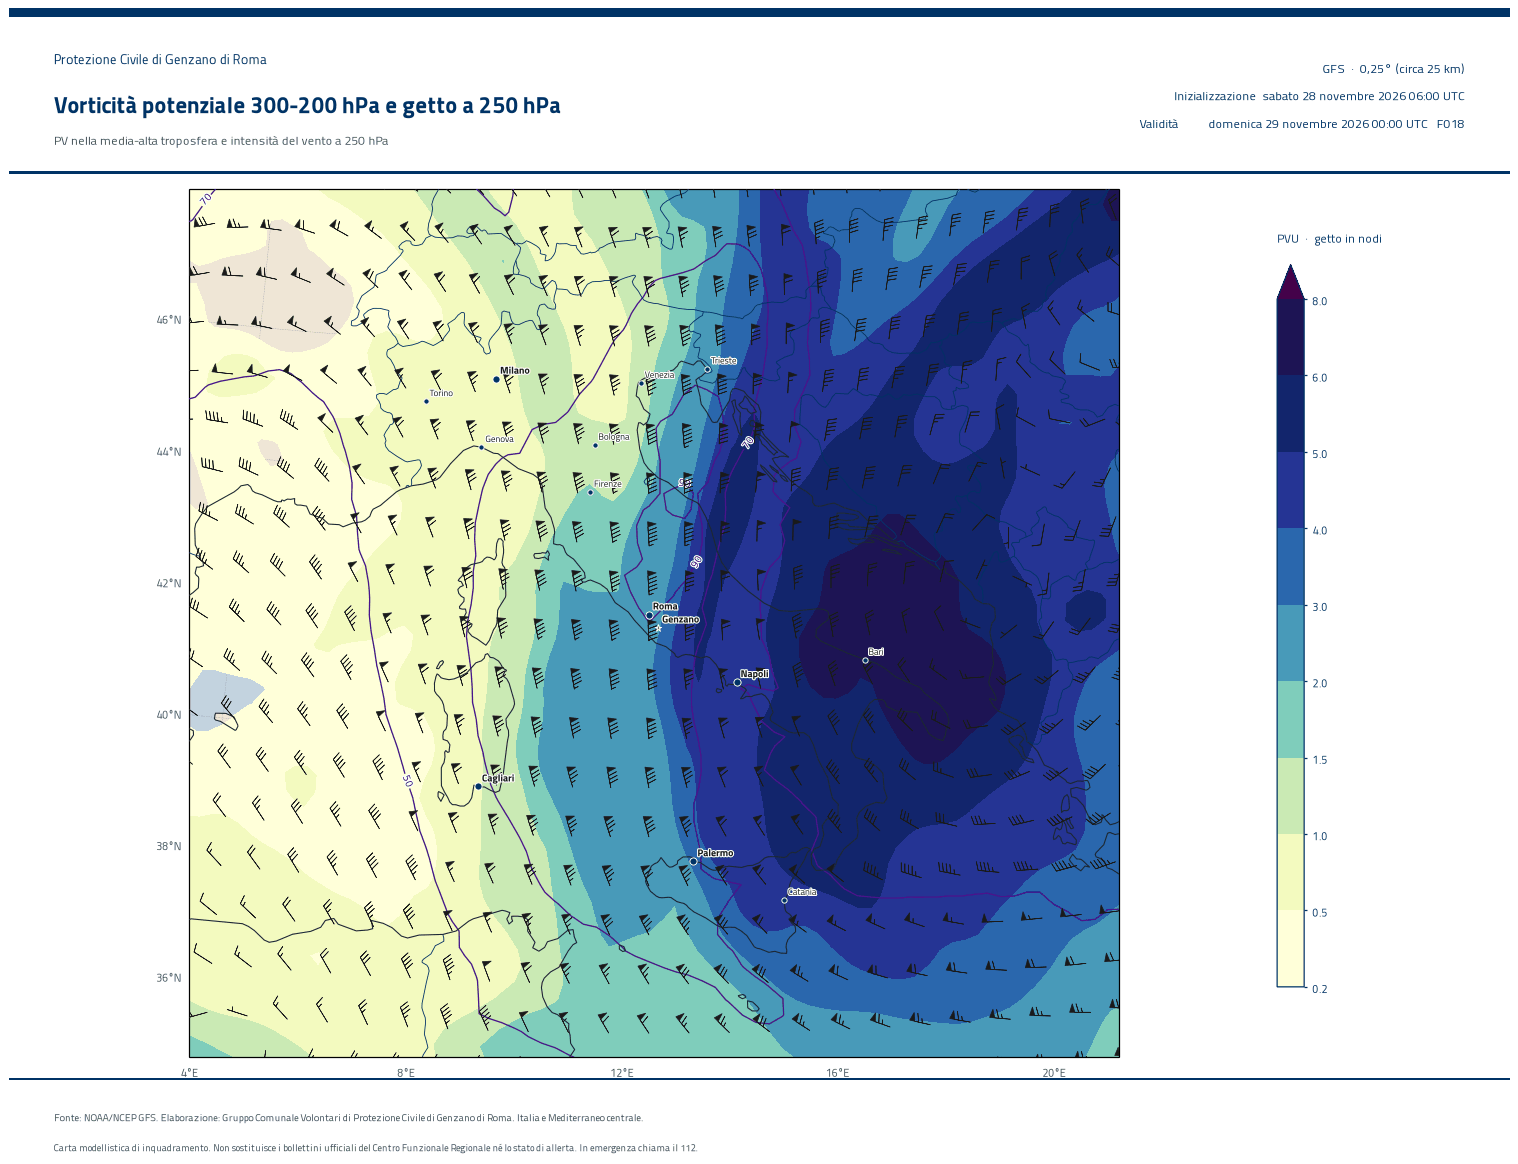 Protezione Civile di Genzano di Roma
Vorticità potenziale 300-200 hPa e getto a 250 hPa
PV nella media-alta troposfera e intensità del vento a 250 hPa
GFS · 0,25° (circa 25 km)
Inizializzazione sabato 28 novembre 2026 06:00 UTC
Validità domenica 29 novembre 2026 00:00 UTC F018
PVU · getto in nodi
8.0
6.0
5.0
4.0
3.0
2.0
1.5
1.0
0.5
0.2
46°N
44°N
42°N
40°N
38°N
36°N
4°E
8°E
12°E
16°E
20°E
70
Trieste
Milano
Venezia
Torino
Genova
Bologna
70
Firenze
90
90
Roma
Genzano
Bari
Napoli
50
Cagliari
Palermo
Catania
Fonte: NOAA/NCEP GFS. Elaborazione: Gruppo Comunale Volontari di Protezione Civile di Genzano di Roma. Italia e Mediterraneo centrale.
Carta modellistica di inquadramento. Non sostituisce i bollettini ufficiali del Centro Funzionale Regionale né lo stato di allerta. In emergenza chiama il 112.